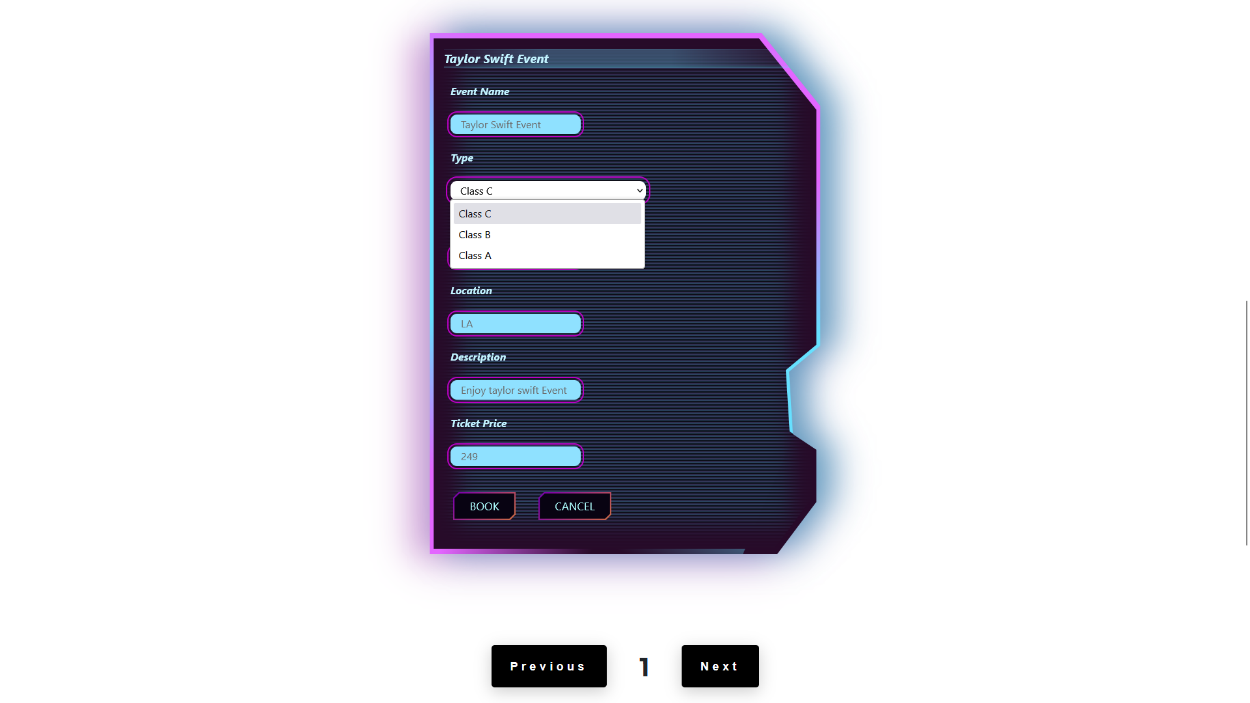 Taylor Swift Event
Event Name
Taylor Swift Event
Type
Class C
Class C
Class B
Class A
Location
LA
Description
Enjoy taylor swift Event
Ticket Price
249
BOOK
CANCEL
Previous
1
Next